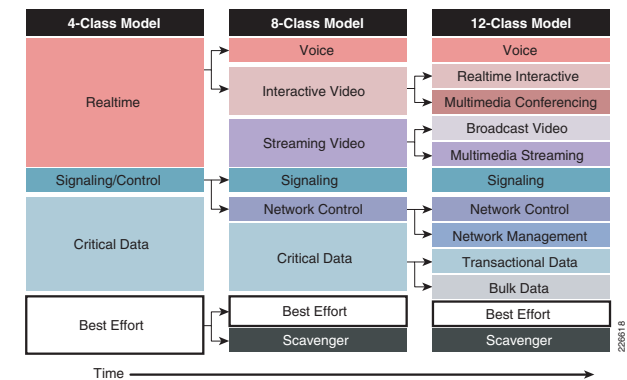 4-Class Model
8-Class Model
12-Class Model
Realtime
Signaling/Control
Critical Data
Best Effort
Voice
Interactive Video
Streaming Video
Signaling
Network Control
Critical Data
Best Effort
Scavenger
Voice
Realtime Interactive
Multimedia Conferencing
Broadcast Video
Multimedia Streaming
Signaling
Network Control
Network Management
Transactional Data
Bulk Data
Best Effort
Scavenger
Time
226618